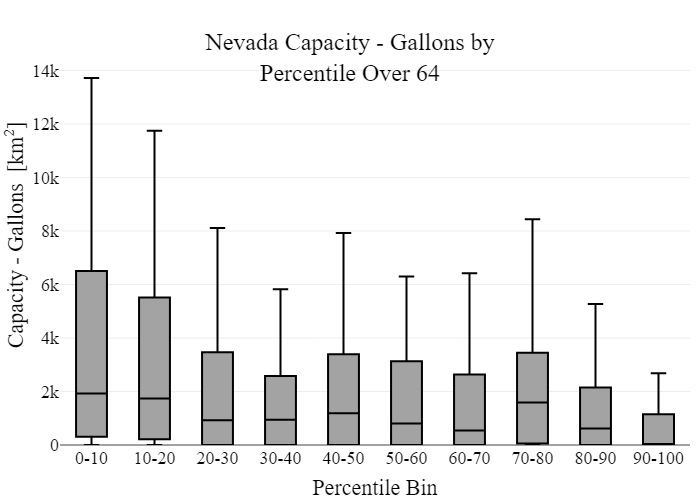 Nevada Capacity - Gallons by
Percentile Over 64
Capacity - Gallons [km²]
14k
12k
10k
8k
6k
4k
2k
0
0-10 10-20 20-30 30-40 40-50 50-60 60-70 70-80 80-90 90-100
Percentile Bin